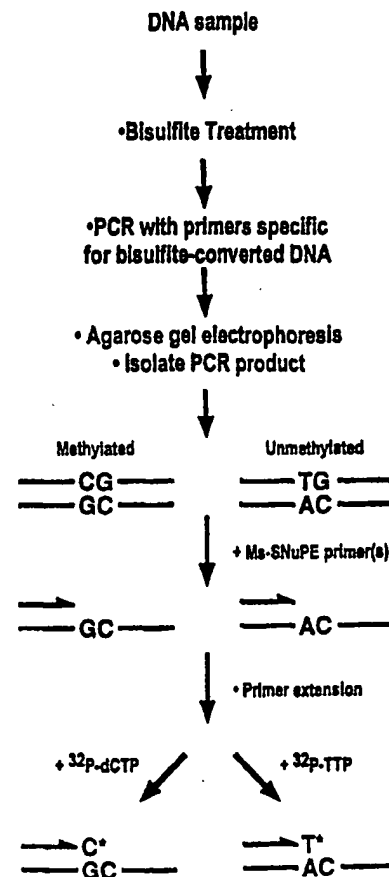 DNA sample
•Bisulfite Treatment
•PCR with primers specific
for bisulfite-converted DNA
• Agarose gel electrophoresis
• Isolate PCR product
Methylated Unmethylated
CG TG
GC AC
+ Ms-SNuPE primer(s)
GC AC
• Primer extension
+ ³²P-dCTP + ³²P-TTP
C* T*
GC AC